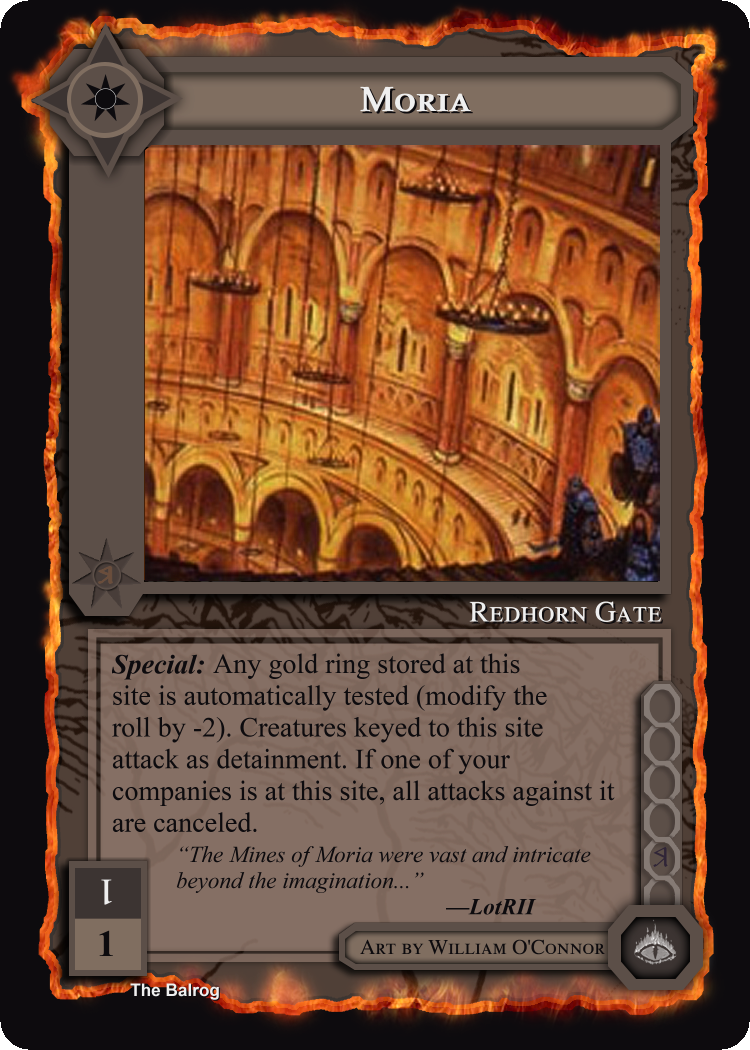 Moria
Redhorn Gate
Special: Any gold ring stored at this
site is automatically tested (modify the
roll by -2). Creatures keyed to this site
attack as detainment. If one of your
companies is at this site, all attacks against it
are canceled.
“The Mines of Moria were vast and intricate
beyond the imagination...”
—LotRII
1
1
Art by William O'Connor
The Balrog